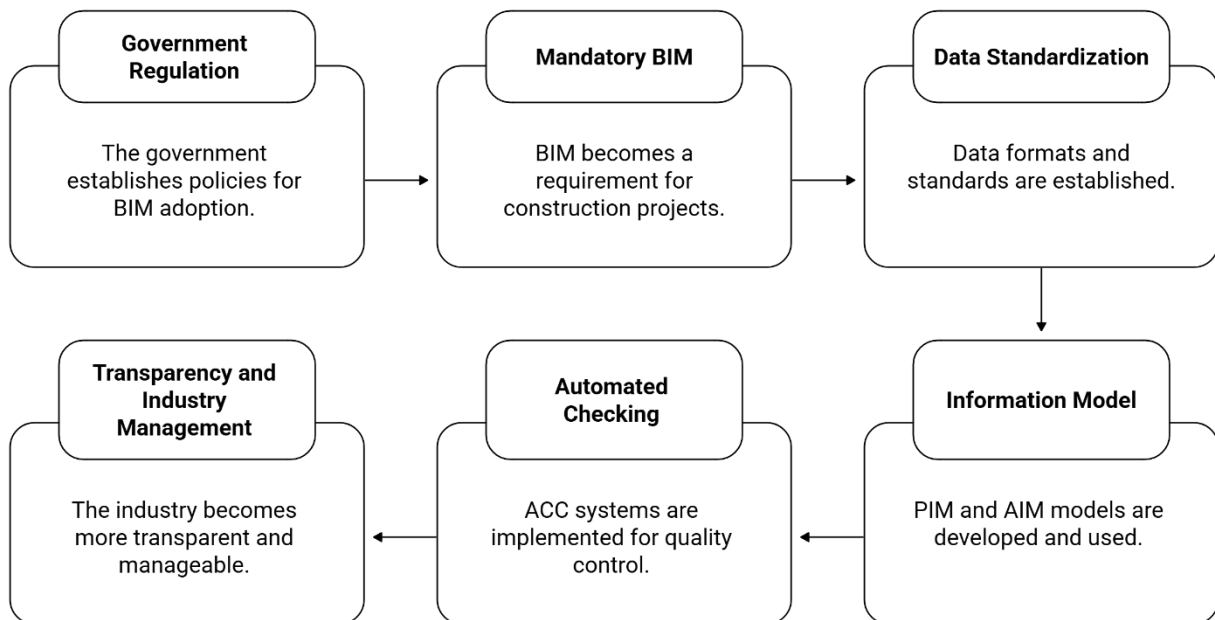 Government
Regulation
The government
establishes policies for
BIM adoption.
Mandatory BIM
BIM becomes a
requirement for
construction projects.
Data Standardization
Data formats and
standards are established.
Information Model
PIM and AIM models are
developed and used.
Automated
Checking
ACC systems are
implemented for quality
control.
Transparency and
Industry
Management
The industry becomes
more transparent and
manageable.